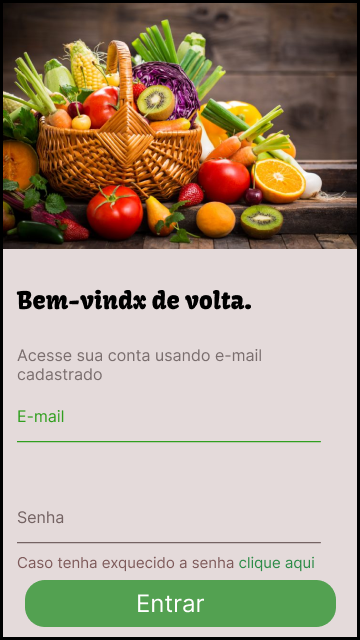 Bem-vindx de volta.
Acesse sua conta usando e-mail
cadastrado
E-mail
Senha
Caso tenha exquecido a senha clique aqui
Entrar